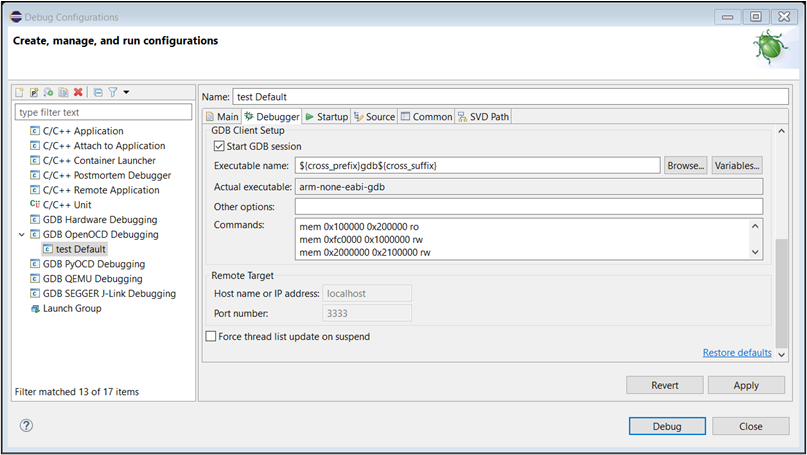 Debug Configurations
Create, manage, and run configurations
type filter text
C/C++ Application
C/C++ Attach to Application
C/C++ Container Launcher
C/C++ Postmortem Debugger
C/C++ Remote Application
C/C++ Unit
GDB Hardware Debugging
GDB OpenOCD Debugging
test Default
GDB PyOCD Debugging
GDB QEMU Debugging
GDB SEGGER J-Link Debugging
Launch Group
Filter matched 13 of 17 items
Name: test Default
Main Debugger Startup Source Common SVD Path
GDB Client Setup
Start GDB session
Executable name: ${cross_prefix}gdb${cross_suffix} Browse... Variables...
Actual executable: arm-none-eabi-gdb
Other options:
Commands: mem 0x100000 0x200000 ro
mem 0xfc0000 0x1000000 rw
mem 0x2000000 0x2100000 rw
Remote Target
Host name or IP address: localhost
Port number: 3333
Force thread list update on suspend
Restore defaults
Revert Apply
Debug Close